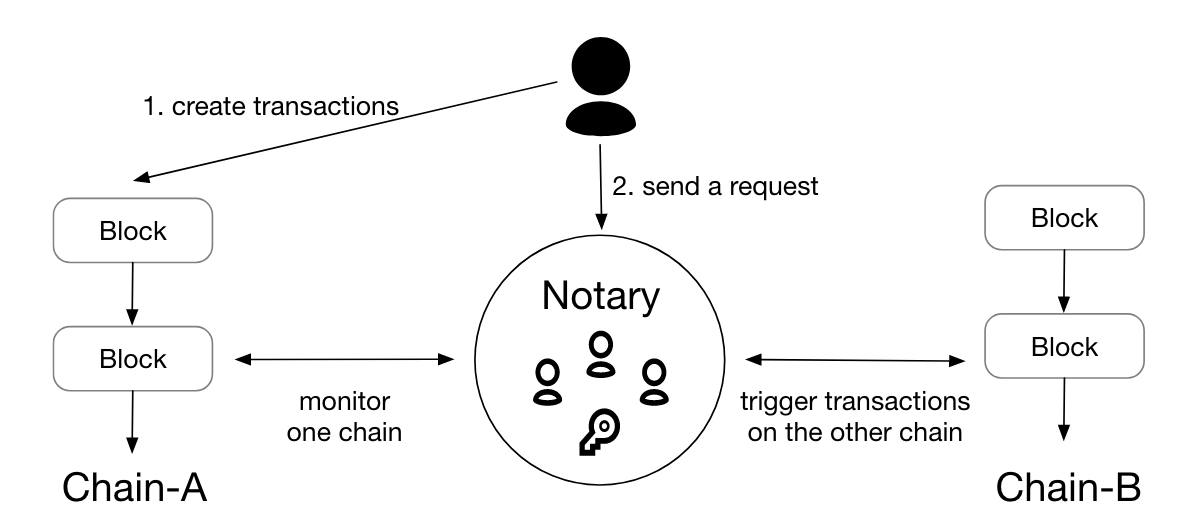 1. create transactions
2. send a request
Block
Block
Notary
Block
Block
monitor
one chain
trigger transactions
on the other chain
Chain-A
Chain-B